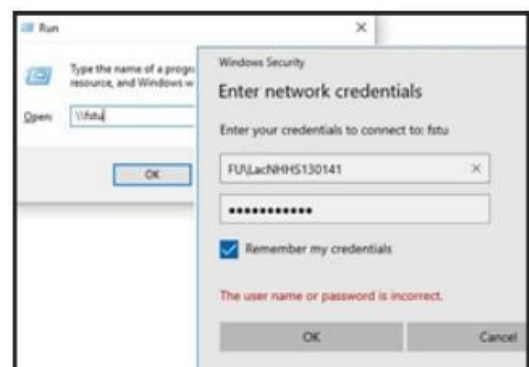 Run
Type the name of a progr
resource, and Windows w
Open:
\\fstu
OK
Windows Security
Enter network credentials
Enter your credentials to connect to: fstu
FU\LacNHHS130141
•••••••••••
Remember my credentials
The user name or password is incorrect.
OK
Cancel